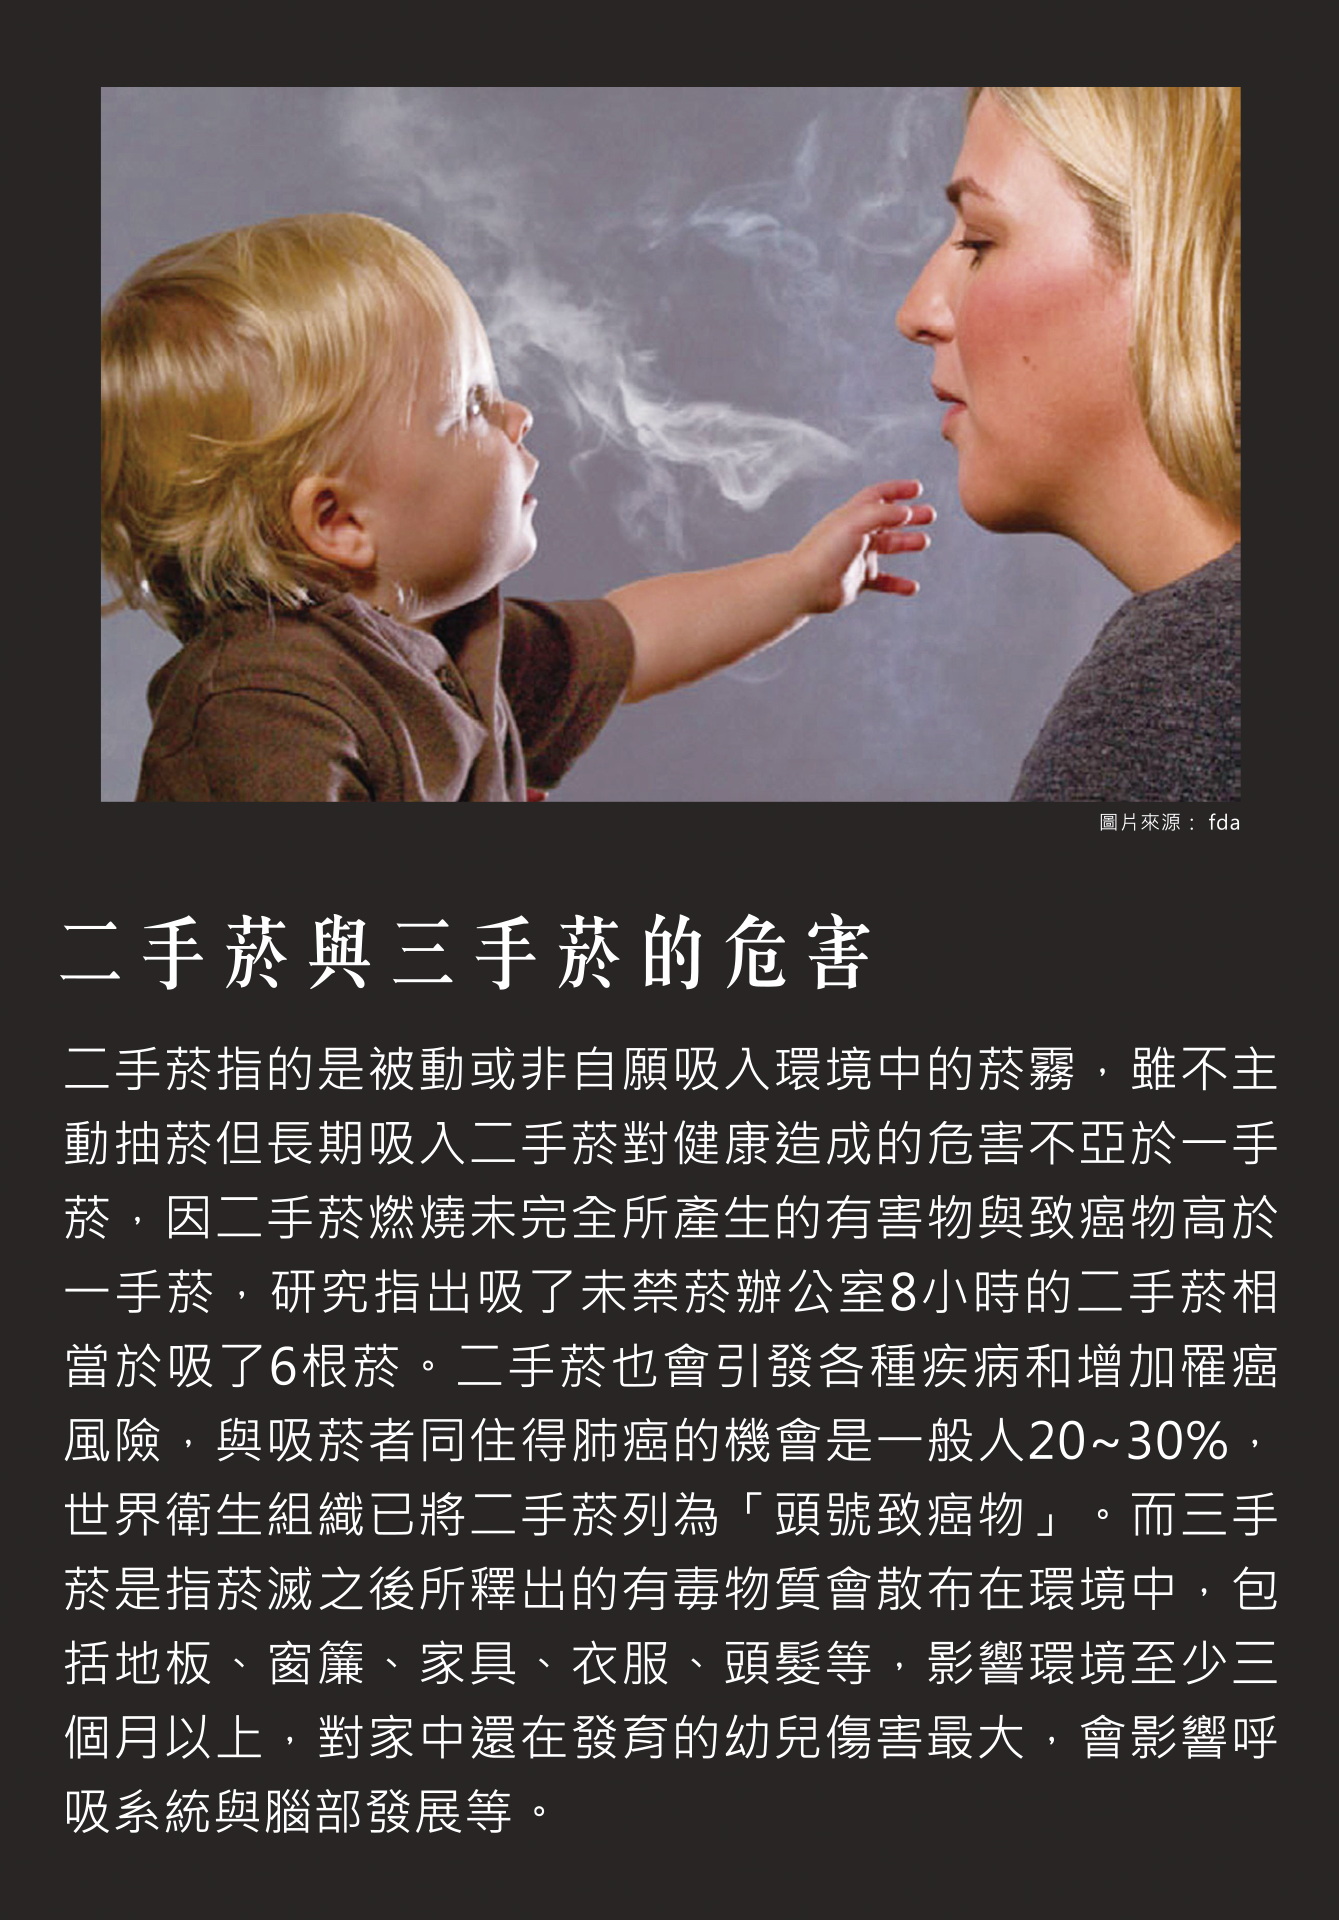 圖片來源： fda
二手菸與三手菸的危害
二手菸指的是被動或非自願吸入環境中的菸霧，雖不主
動抽菸但長期吸入二手菸對健康造成的危害不亞於一手
菸，因二手菸燃燒未完全所產生的有害物與致癌物高於
一手菸，研究指出吸了未禁菸辦公室8小時的二手菸相
當於吸了6根菸。二手菸也會引發各種疾病和增加罹癌
風險，與吸菸者同住得肺癌的機會是一般人20~30%，
世界衛生組織已將二手菸列為「頭號致癌物」。而三手
菸是指菸滅之後所釋出的有毒物質會散布在環境中，包
括地板、窗簾、家具、衣服、頭髮等，影響環境至少三
個月以上，對家中還在發育的幼兒傷害最大，會影響呼
吸系統與腦部發展等。